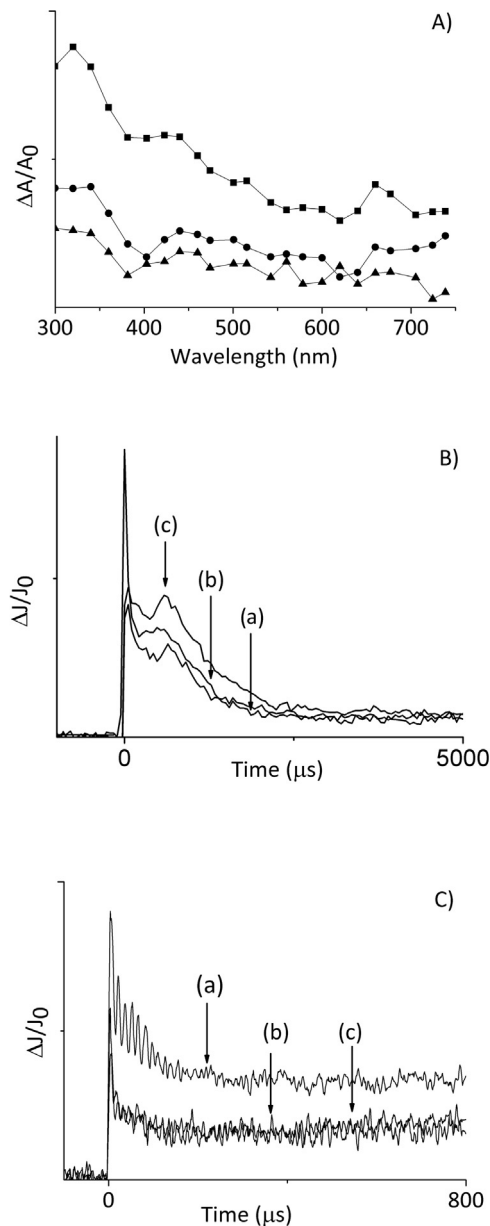 A)
ΔA/A0
300 400 500 600 700
Wavelength (nm)
B)
(c)
(b)
(a)
ΔJ/J0
0 5000
Time (μs)
C)
(a)
(b) (c)
ΔJ/J0
0 800
Time (μs)